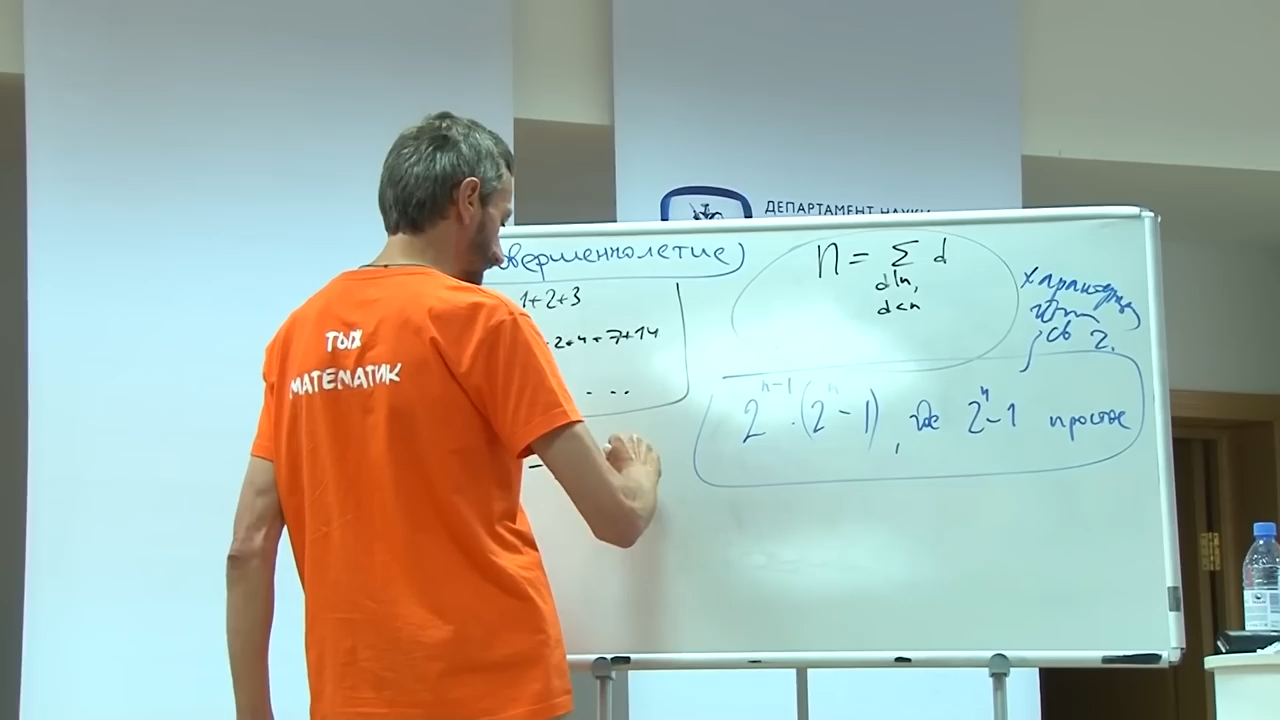 ДЕПАРТАМЕНТ НАУКИ
овершеннолетие)
1+2+3
2+4+7+14
. ...
n = Σ d
d|n,
d<n
св 2.
2^{n-1} · (2^n - 1), где 2^n - 1 простое
ТЫЖ
МАТЕМАТИК